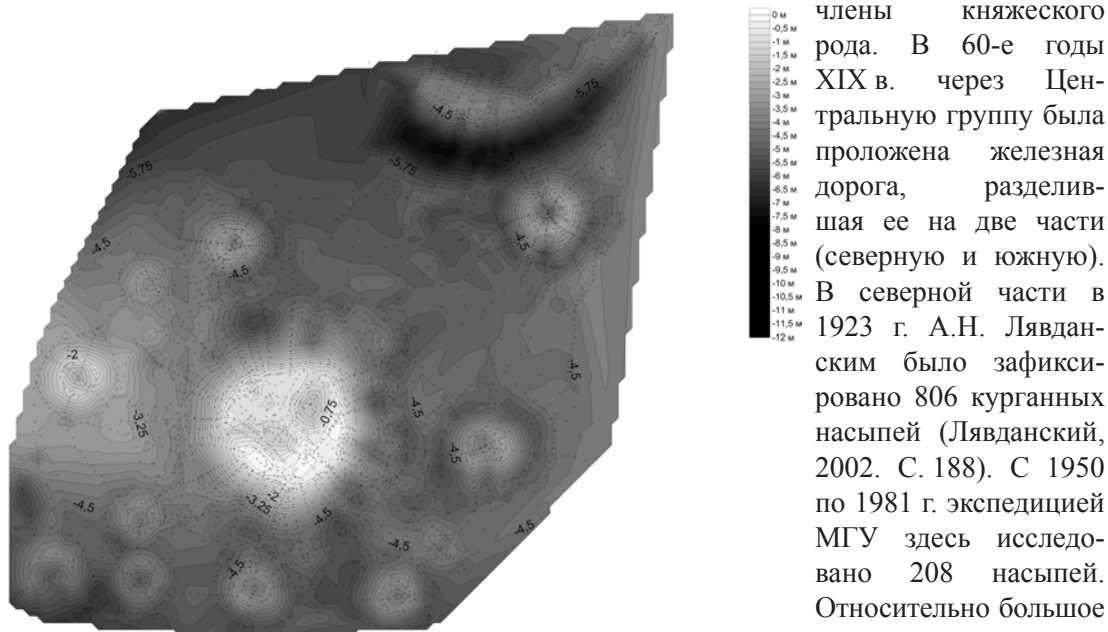 члены княжеского
рода. В 60-е годы
XIX в. через Цен-
тральную группу была
проложена железная
дорога, разделив-
шая ее на две части
(северную и южную).
В северной части в
1923 г. А.Н. Лявдан-
ским было зафикси-
ровано 806 курганных
насыпей (Лявданский,
2002. С. 188). С 1950
по 1981 г. экспедицией
МГУ здесь исследо-
вано 208 насыпей.
Относительно большое
0 м
-0,5 м
-1 м
-1,5 м
-2 м
-2,5 м
-3 м
-3,5 м
-4 м
-4,5 м
-5 м
-5,5 м
-6 м
-6,5 м
-7 м
-7,5 м
-8 м
-8,5 м
-9 м
-9,5 м
-10 м
-10,5 м
-11 м
-11,5 м
-12 м
-4,5
-5,75
-5,75
-7
-5,75
-4,5
-4,5
-4,5
-2
-3,25
-0,75
-4,5
-4,5
-4,5
-2
-3,25
-4,5
-4,5
-4,5
-4,5
-4,5